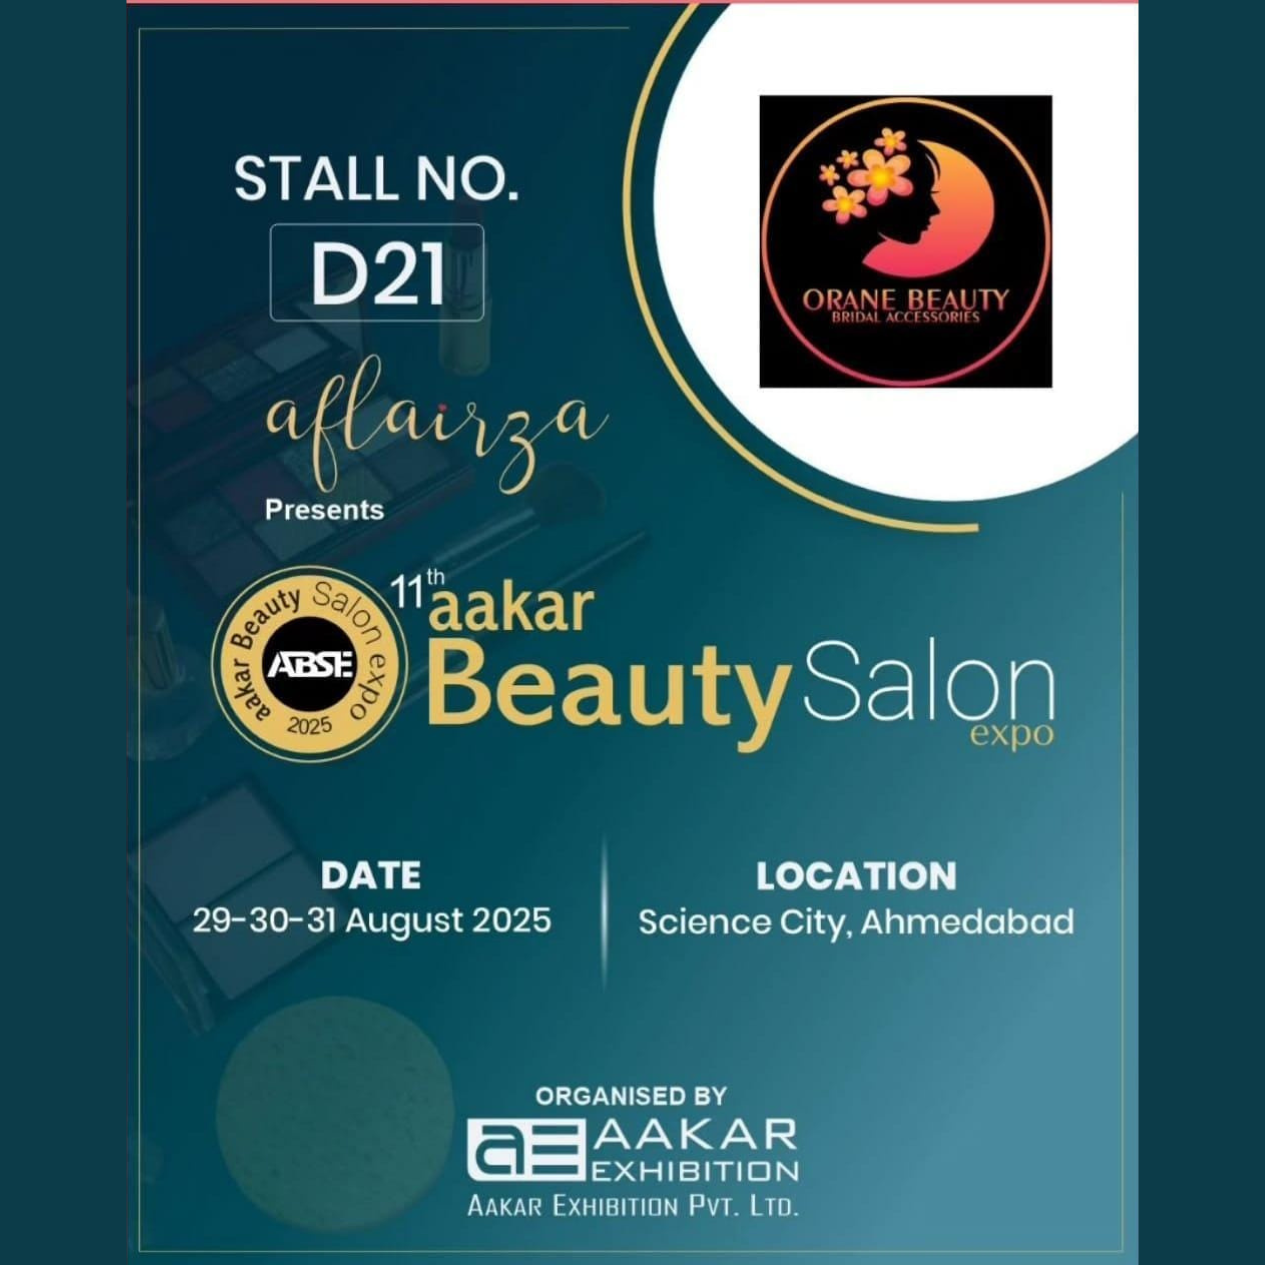 STALL NO.
D21
ORANE BEAUTY
BRIDAL ACCESSORIES
aflairza
Presents
aakar Beauty Salon expo
ABSE
2025
11th aakar
Beauty Salon
expo
DATE
29-30-31 August 2025
LOCATION
Science City, Ahmedabad
ORGANISED BY
aE AAKAR
EXHIBITION
AAKAR EXHIBITION PVT. LTD.